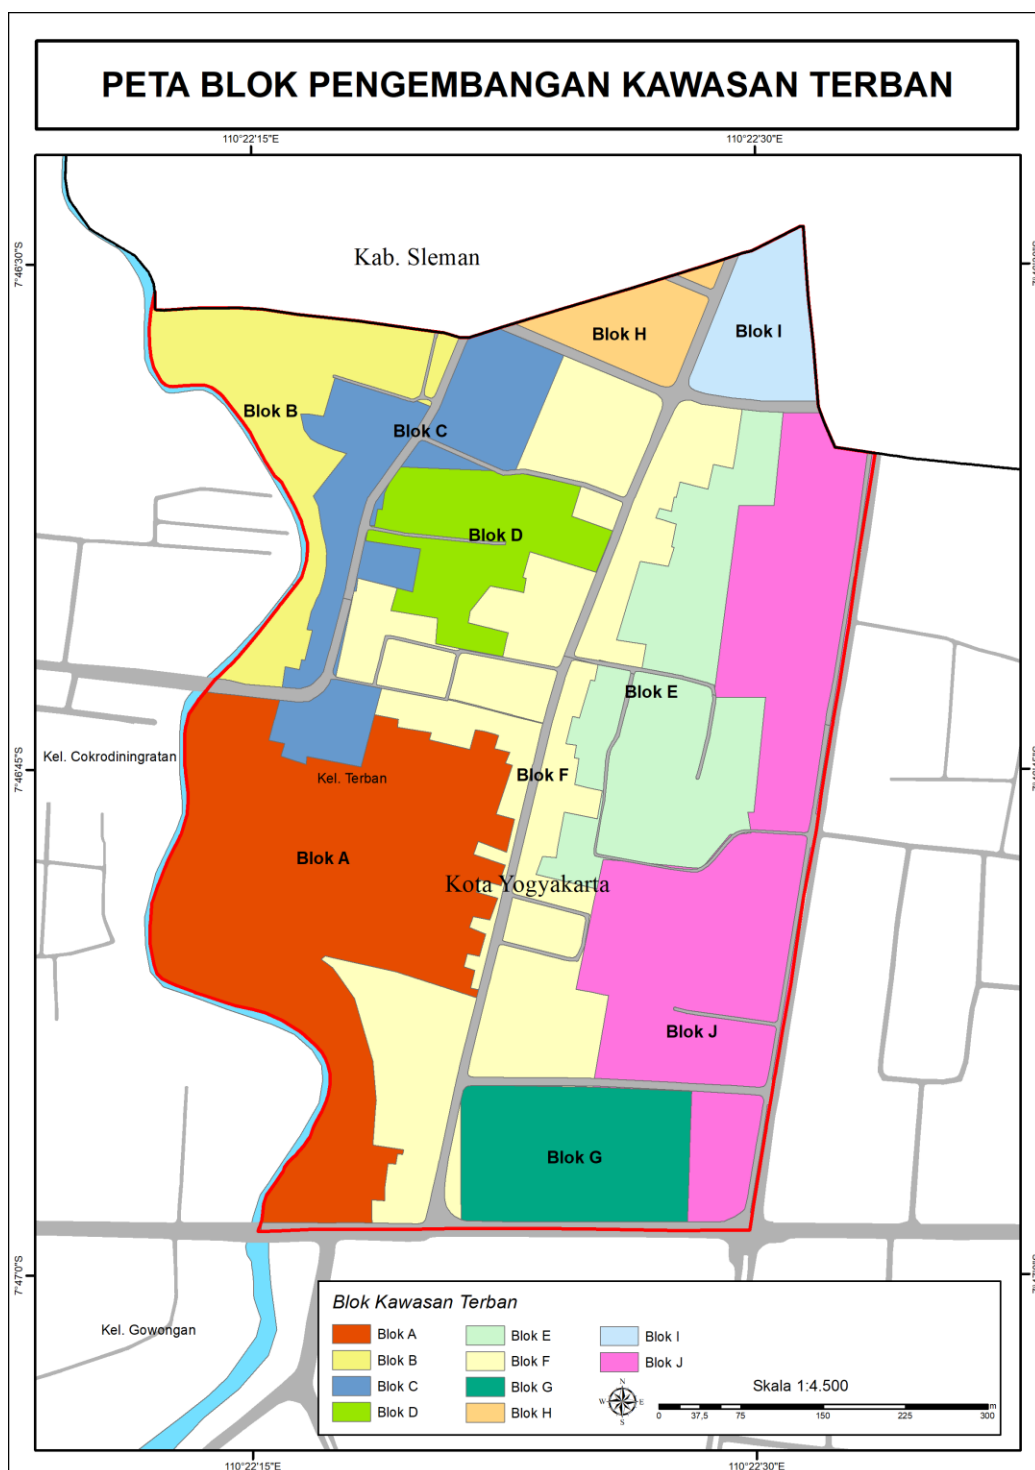 PETA BLOK PENGEMBANGAN KAWASAN TERBAN
110°22'15"E
110°22'30"E
7°46'30"S
Kab. Sleman
Blok H
Blok I
Blok B
Blok C
Blok D
Blok E
7°46'45"S
Kel. Cokrodiningratan
Kel. Terban
Blok F
Blok A
Kota Yogyakarta
Blok J
Blok G
7°47'0"S
Kel. Gowongan
Blok Kawasan Terban
Blok A
Blok B
Blok C
Blok D
Blok E
Blok F
Blok G
Blok H
Blok I
Blok J
N
W
E
S
Skala 1:4.500
0 37,5 75 150 225 300
m
110°22'15"E
110°22'30"E